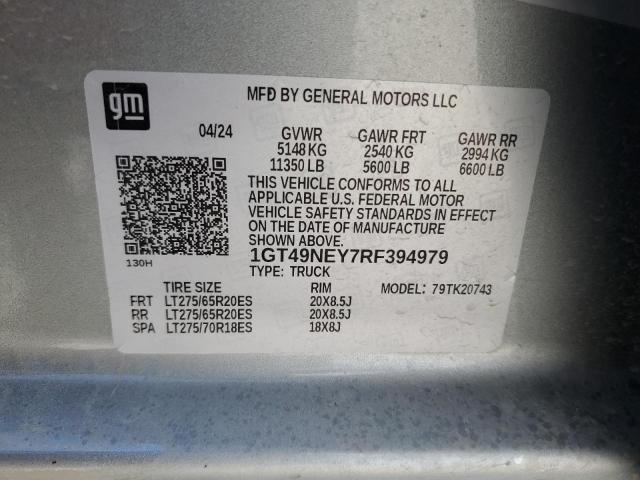 gm
MFD BY GENERAL MOTORS LLC
04/24 GVWR GAWR FRT GAWR RR
5148 KG 2540 KG 2994 KG
11350 LB 5600 LB 6600 LB
THIS VEHICLE CONFORMS TO ALL
APPLICABLE U.S. FEDERAL MOTOR
VEHICLE SAFETY STANDARDS IN EFFECT
ON THE DATE OF MANUFACTURE
SHOWN ABOVE.
130H
1GT49NEY7RF394979
TYPE: TRUCK
TIRE SIZE RIM MODEL: 79TK20743
FRT LT275/65R20ES 20X8.5J
RR LT275/65R20ES 20X8.5J
SPA LT275/70R18ES 18X8J